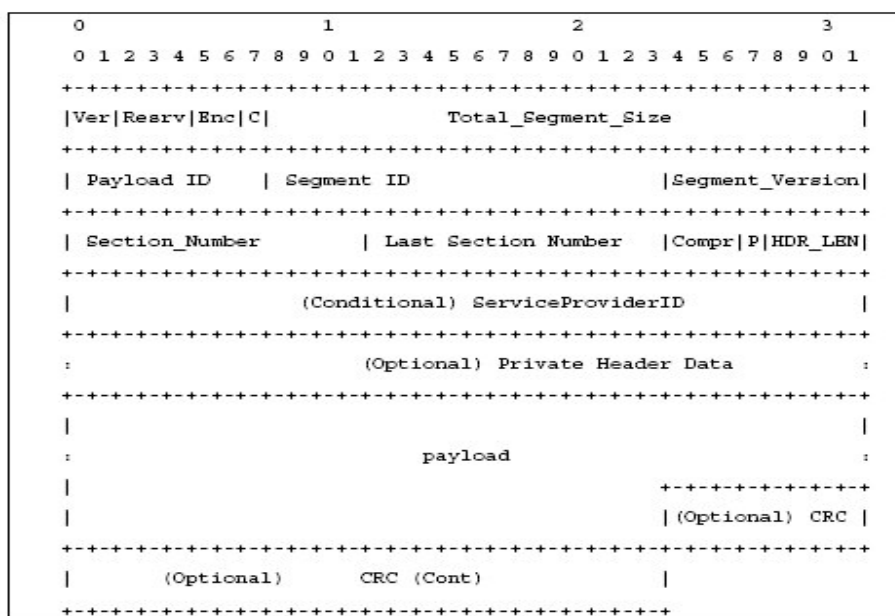 0                   1                   2                   3
0 1 2 3 4 5 6 7 8 9 0 1 2 3 4 5 6 7 8 9 0 1 2 3 4 5 6 7 8 9 0 1
+-+-+-+-+-+-+-+-+-+-+-+-+-+-+-+-+-+-+-+-+-+-+-+-+-+-+-+-+-+-+-+-+
|Ver|Resrv|Enc|C|              Total_Segment_Size               |
+-+-+-+-+-+-+-+-+-+-+-+-+-+-+-+-+-+-+-+-+-+-+-+-+-+-+-+-+-+-+-+-+
| Payload ID    | Segment ID                    |Segment_Version|
+-+-+-+-+-+-+-+-+-+-+-+-+-+-+-+-+-+-+-+-+-+-+-+-+-+-+-+-+-+-+-+-+
| Section_Number        | Last Section Number   |Compr|P|HDR_LEN|
+-+-+-+-+-+-+-+-+-+-+-+-+-+-+-+-+-+-+-+-+-+-+-+-+-+-+-+-+-+-+-+-+
|                  (Conditional) ServiceProviderID              |
+-+-+-+-+-+-+-+-+-+-+-+-+-+-+-+-+-+-+-+-+-+-+-+-+-+-+-+-+-+-+-+-+
:                       (Optional) Private Header Data          :
+-+-+-+-+-+-+-+-+-+-+-+-+-+-+-+-+-+-+-+-+-+-+-+-+-+-+-+-+-+-+-+-+
|                                                               |
:                            payload                            :
|                                               +-+-+-+-+-+-+-+-+
|                                               |(Optional) CRC |
+-+-+-+-+-+-+-+-+-+-+-+-+-+-+-+-+-+-+-+-+-+-+-+-+-+-+-+-+-+-+-+-+
|       (Optional)      CRC (Cont)              |
+-+-+-+-+-+-+-+-+-+-+-+-+-+-+-+-+-+-+-+-+-+-+-+-+